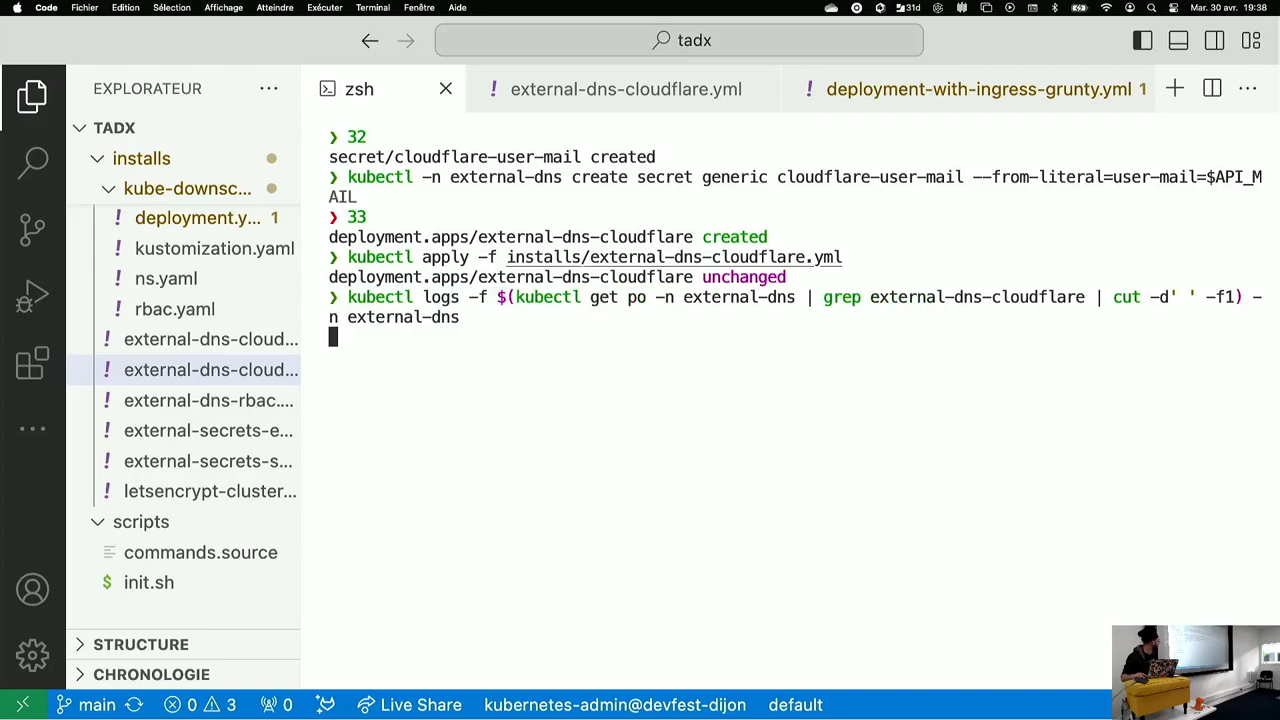 Code Fichier Edition Sélection Affichage Atteindre Exécuter Terminal Fenêtre Aide 31d Mar. 30 avr. 19:38
tadx
EXPLORATEUR
zsh
external-dns-cloudflare.yml
deployment-with-ingress-grunty.yml 1
TADX
installs
kube-downsc...
deployment.y... 1
kustomization.yaml
ns.yaml
rbac.yaml
external-dns-cloud...
external-dns-cloud...
external-dns-rbac....
external-secrets-e...
external-secrets-s...
letsencrypt-cluster...
scripts
commands.source
$ init.sh
STRUCTURE
CHRONOLOGIE
❯ 32
secret/cloudflare-user-mail created
❯ kubectl -n external-dns create secret generic cloudflare-user-mail --from-literal=user-mail=$API_M
AIL
❯ 33
deployment.apps/external-dns-cloudflare created
❯ kubectl apply -f installs/external-dns-cloudflare.yml
deployment.apps/external-dns-cloudflare unchanged
❯ kubectl logs -f $(kubectl get po -n external-dns | grep external-dns-cloudflare | cut -d' ' -f1) -
n external-dns
main 0 3 0 Live Share kubernetes-admin@devfest-dijon default